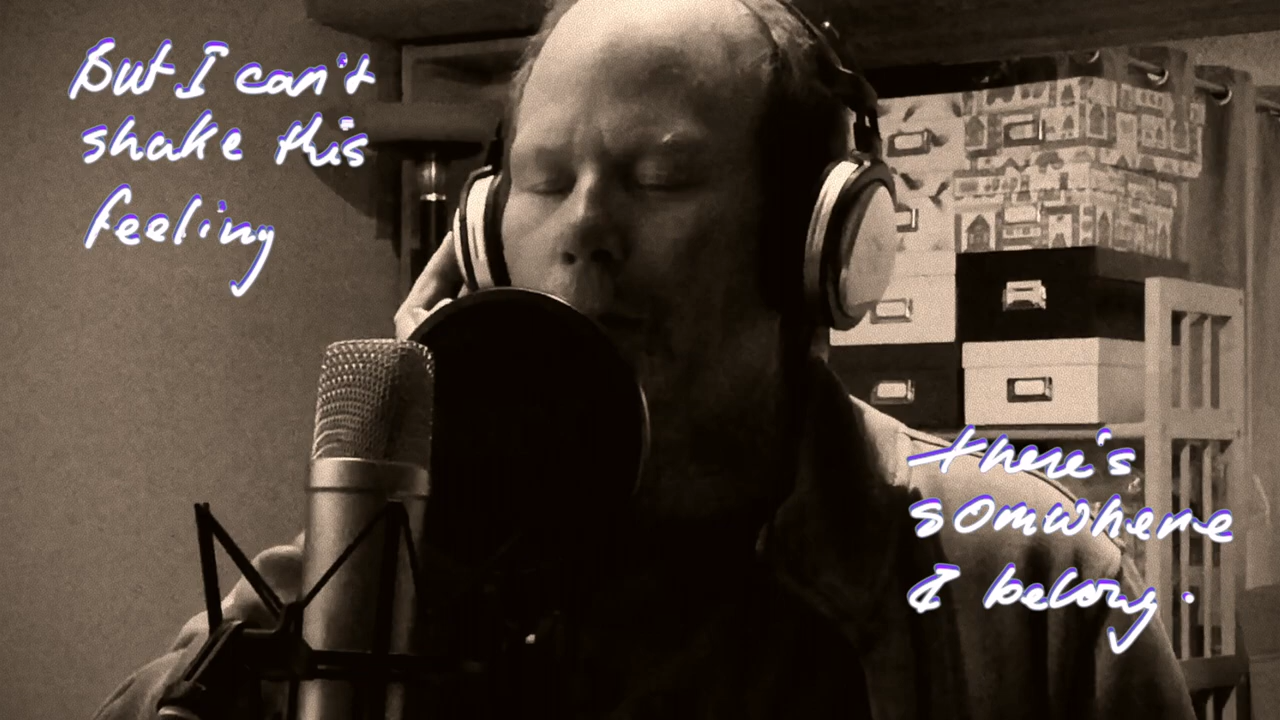 But I can't
shake this
feeling
there's
somwhere
I belong.